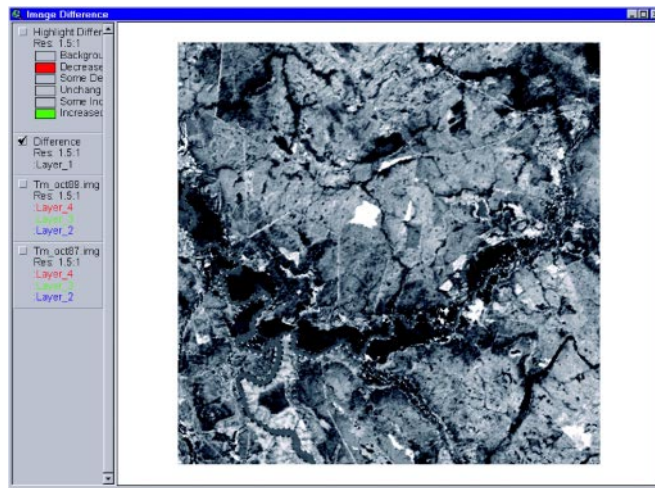 Image Difference
Highlight Differ
Res: 1.5:1
Backgrou
Decrease
Some De
Unchang
Some Inc
Increased
Difference
Res: 1.5:1
:Layer_1
Tm_oct89.img
Res: 1.5:1
:Layer_4
:Layer_3
:Layer_2
Tm_oct87.img
Res: 1.5:1
:Layer_4
:Layer_3
:Layer_2